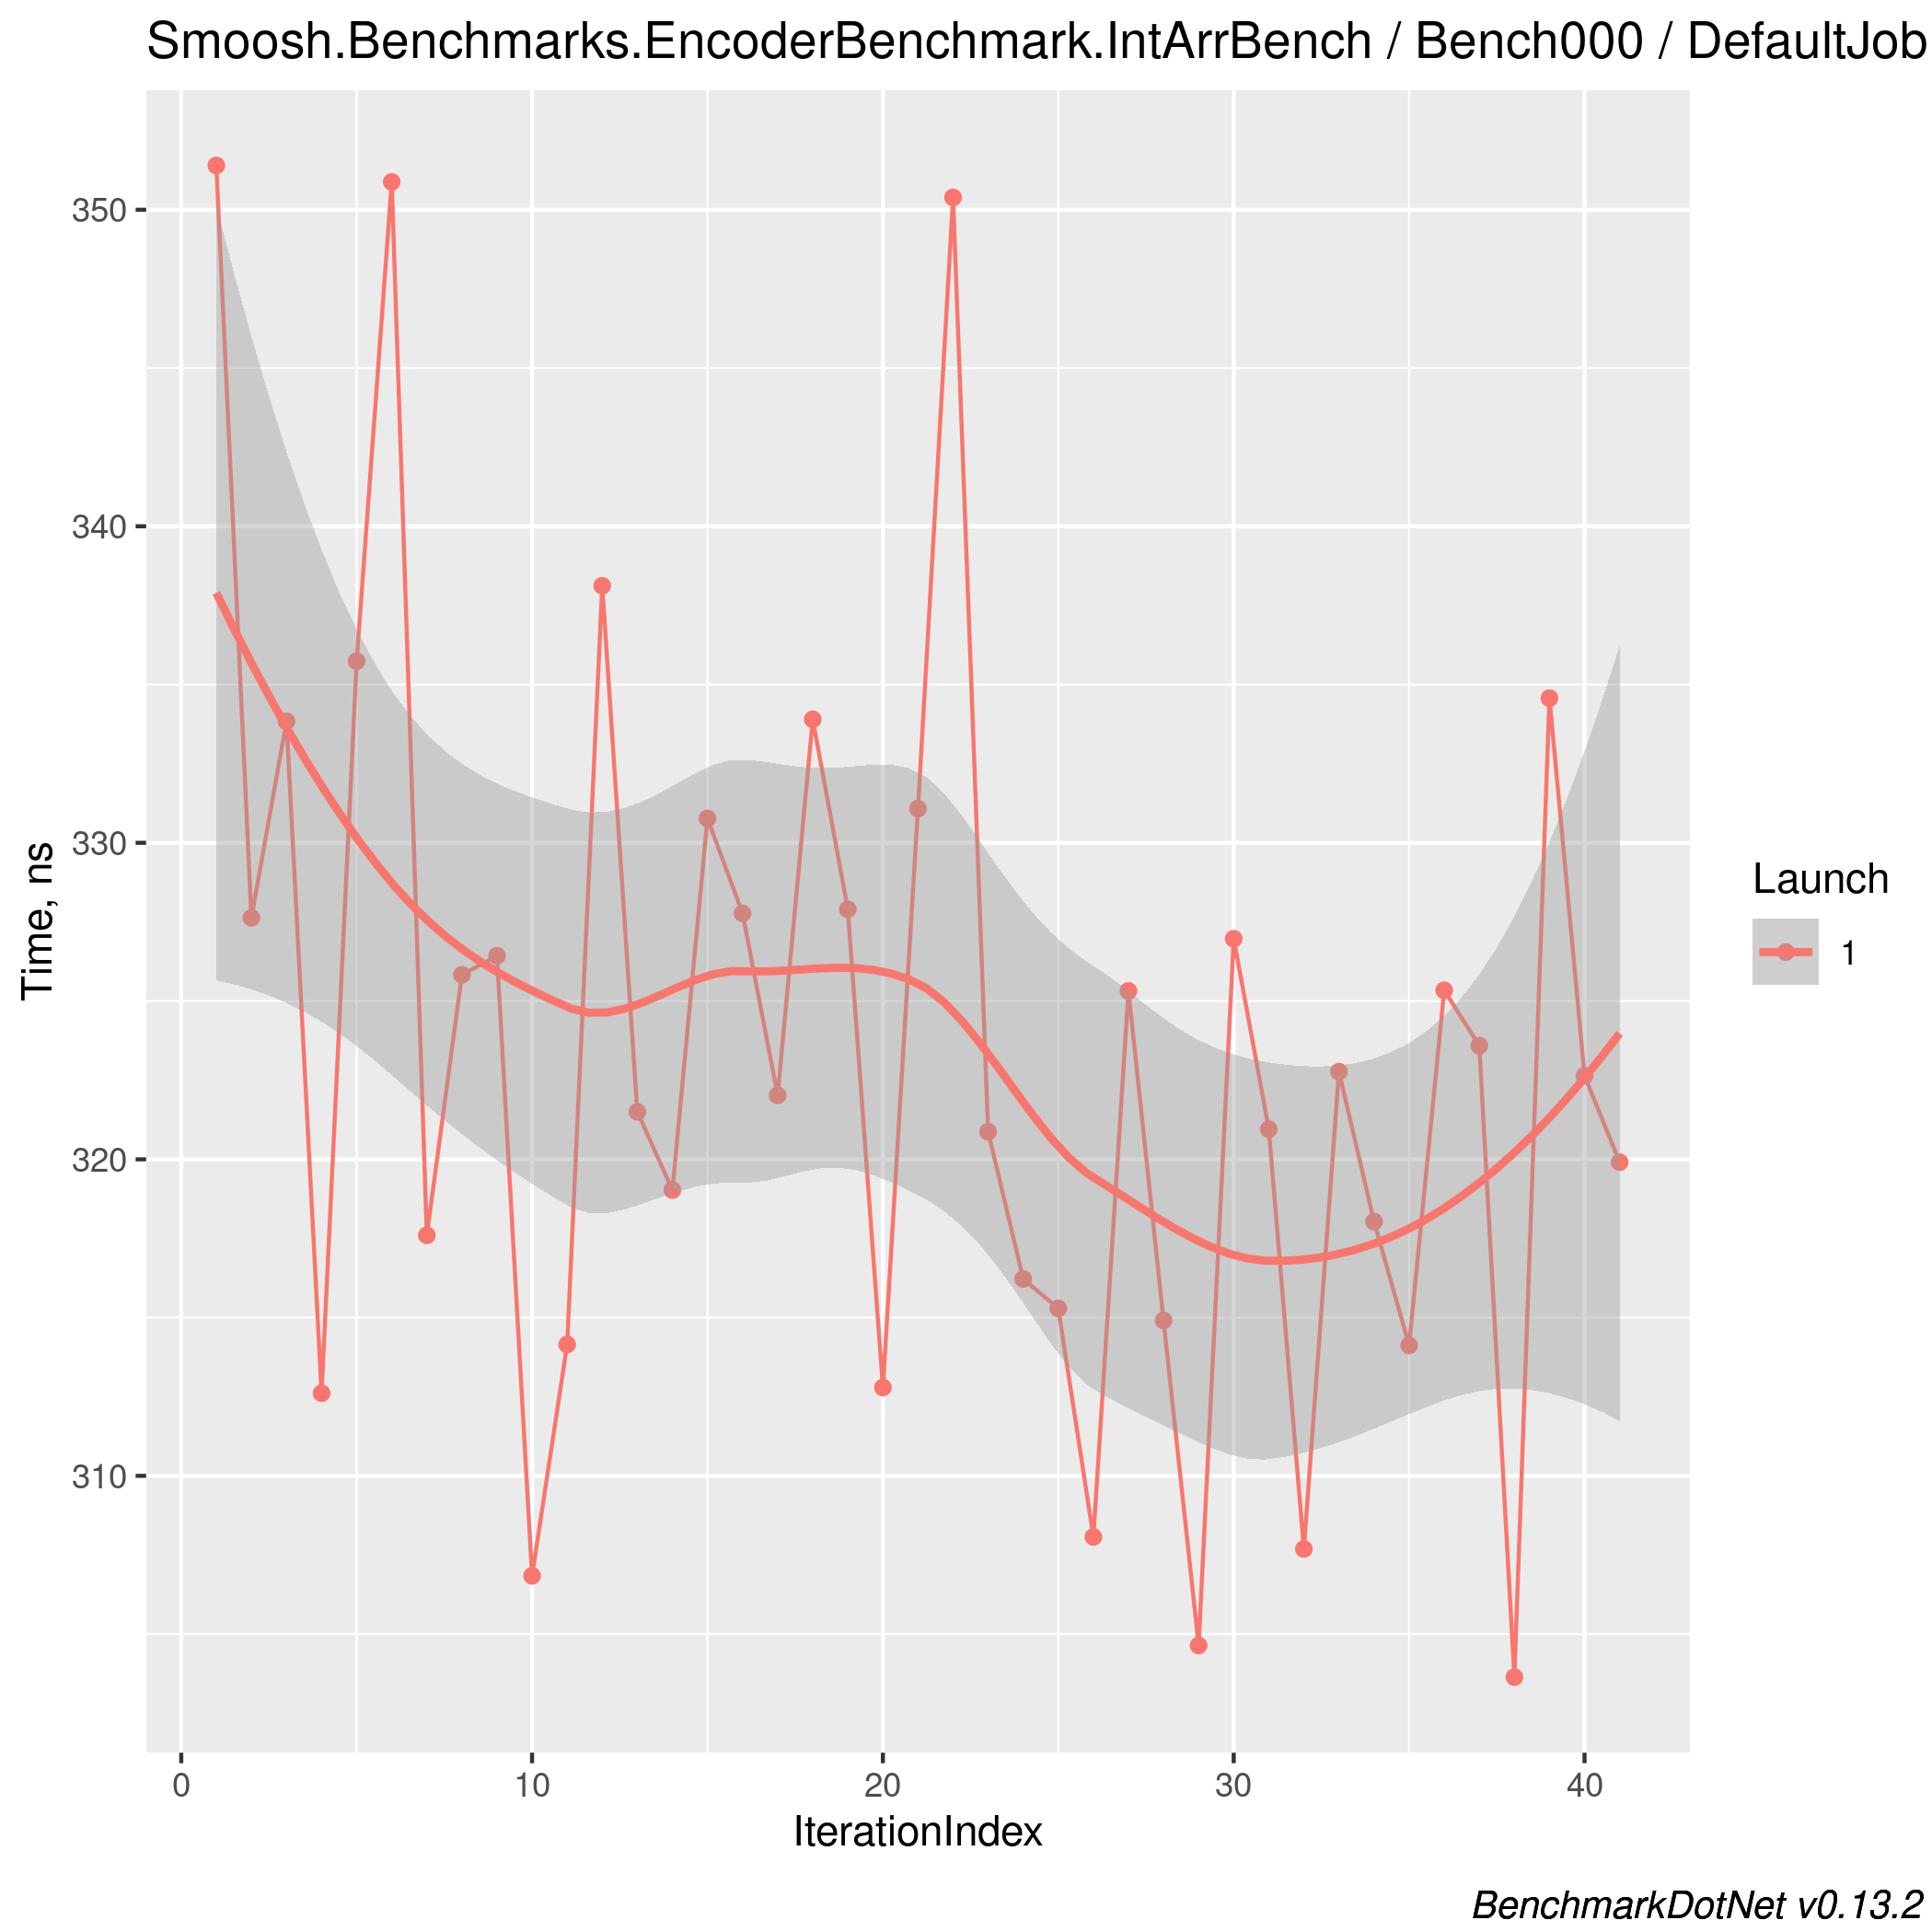 Smoosh.Benchmarks.EncoderBenchmark.IntArrBench / Bench000 / DefaultJob
350
340
330
320
310
Time, ns
0 10 20 30 40
IterationIndex
Launch
1
BenchmarkDotNet v0.13.2